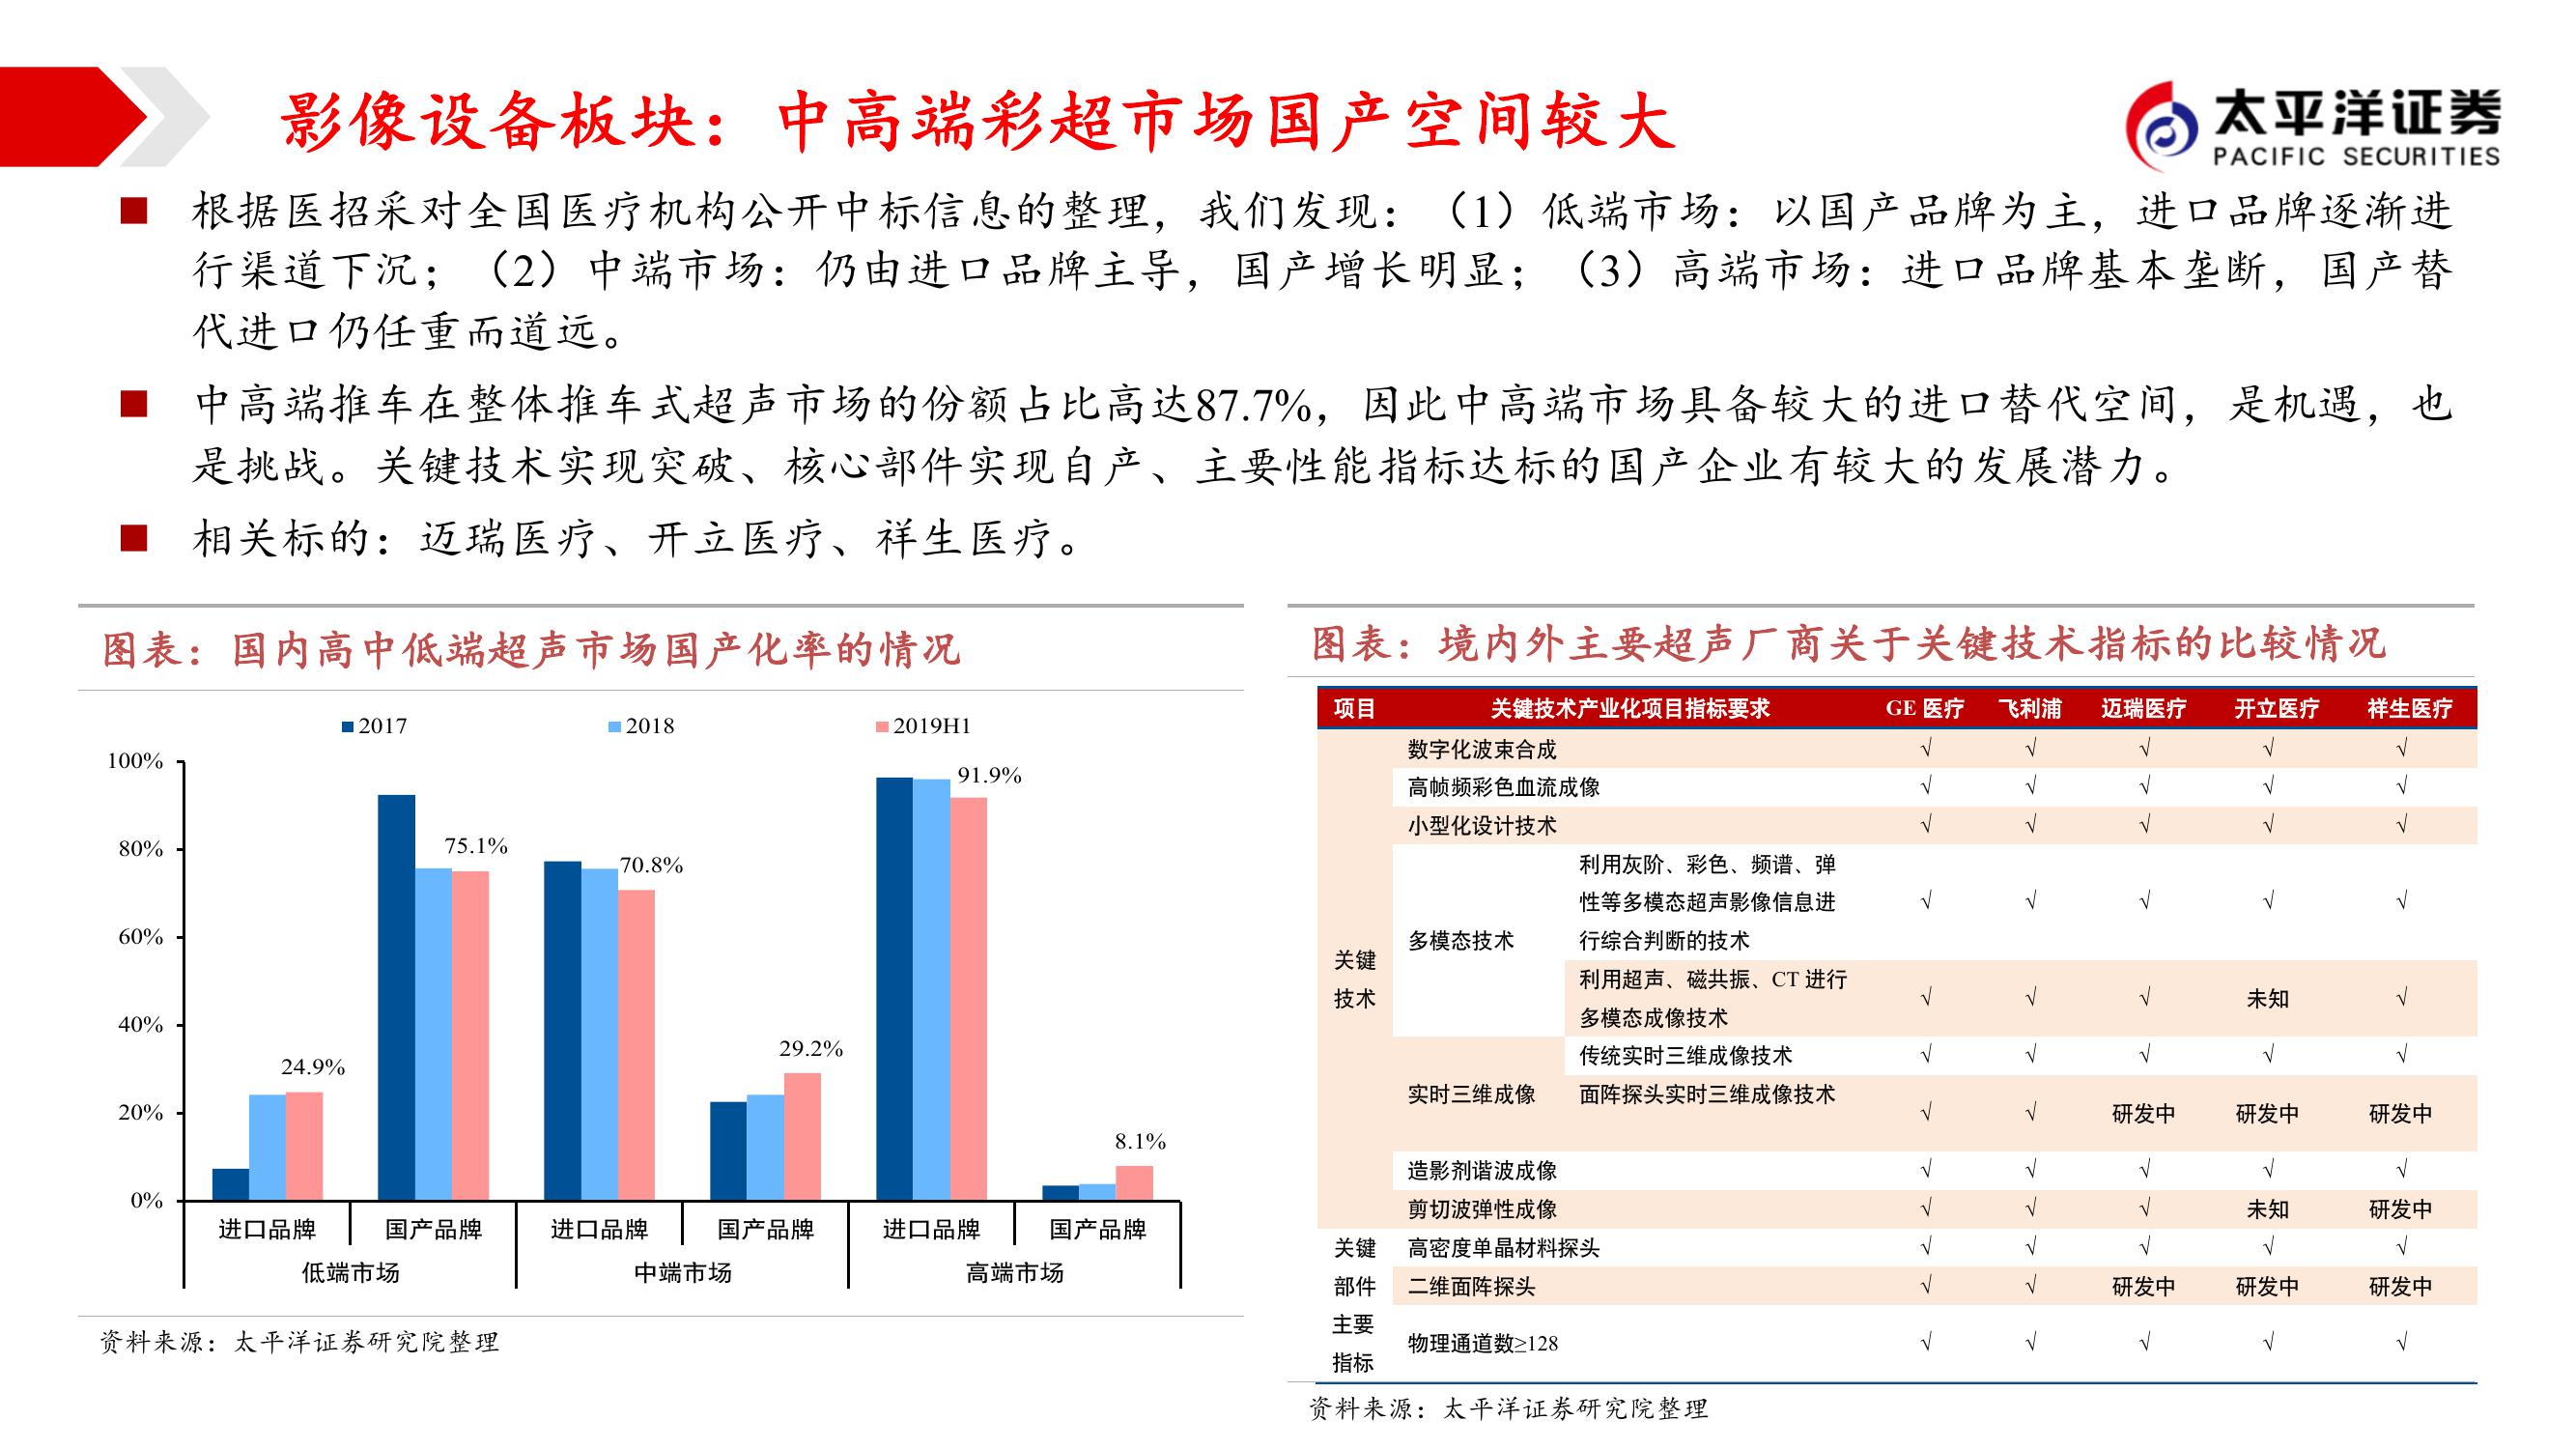 影像设备板块：中高端彩超市场国产空间较大
太平洋证券
PACIFIC SECURITIES
■ 根据医招采对全国医疗机构公开中标信息的整理，我们发现：（1）低端市场：以国产品牌为主，进口品牌逐渐进
行渠道下沉；（2）中端市场：仍由进口品牌主导，国产增长明显；（3）高端市场：进口品牌基本垄断，国产替
代进口仍任重而道远。
■ 中高端推车在整体推车式超声市场的份额占比高达87.7%，因此中高端市场具备较大的进口替代空间，是机遇，也
是挑战。关键技术实现突破、核心部件实现自产、主要性能指标达标的国产企业有较大的发展潜力。
■ 相关标的：迈瑞医疗、开立医疗、祥生医疗。
图表：国内高中低端超声市场国产化率的情况
2017 2018 2019H1
100%
80%
60%
40%
20%
0%
24.9%
75.1%
70.8%
29.2%
91.9%
8.1%
进口品牌 国产品牌 进口品牌 国产品牌 进口品牌 国产品牌
低端市场 中端市场 高端市场
资料来源：太平洋证券研究院整理
图表：境内外主要超声厂商关于关键技术指标的比较情况
项目 关键技术产业化项目指标要求 GE 医疗 飞利浦 迈瑞医疗 开立医疗 祥生医疗
关键
技术
数字化波束合成 √ √ √ √ √
高帧频彩色血流成像 √ √ √ √ √
小型化设计技术 √ √ √ √ √
多模态技术
利用灰阶、彩色、频谱、弹
性等多模态超声影像信息进 √ √ √ √ √
行综合判断的技术
利用超声、磁共振、CT 进行
多模态成像技术 √ √ √ 未知 √
实时三维成像
传统实时三维成像技术 √ √ √ √ √
面阵探头实时三维成像技术 √ √ 研发中 研发中 研发中
造影剂谐波成像 √ √ √ √ √
剪切波弹性成像 √ √ √ 未知 研发中
关键
部件
高密度单晶材料探头 √ √ √ √ √
二维面阵探头 √ √ 研发中 研发中 研发中
主要
指标
物理通道数≥128 √ √ √ √ √
资料来源：太平洋证券研究院整理